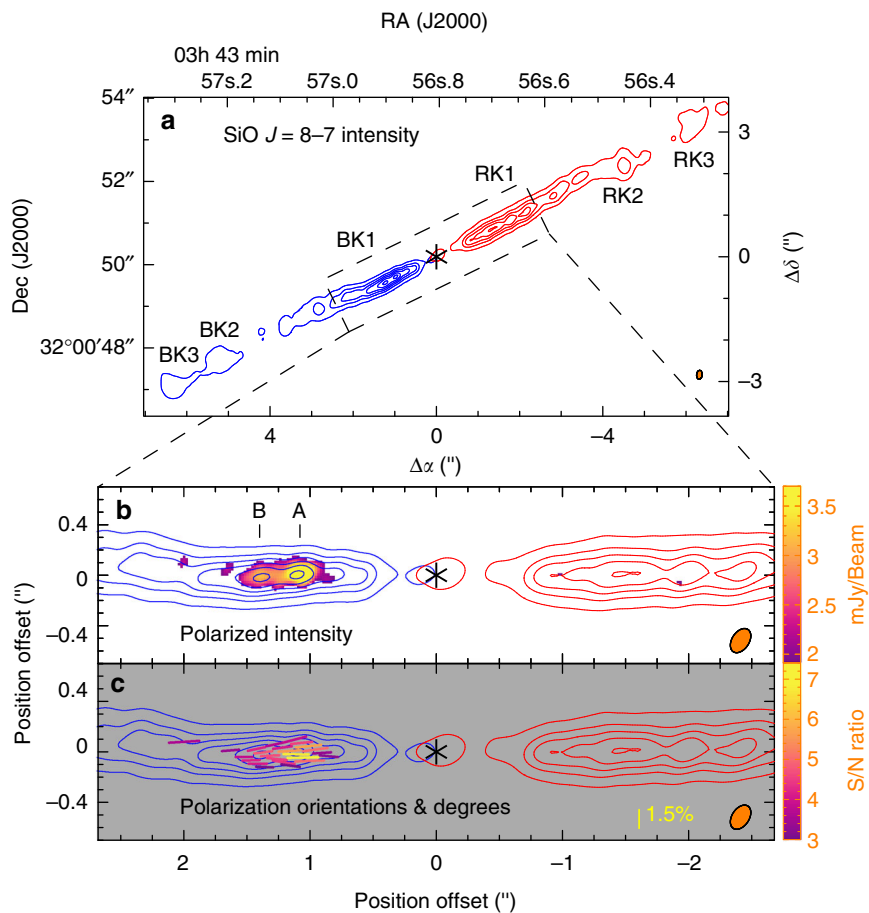 RA (J2000)
03h 43 min
57s.2 57s.0 56s.8 56s.6 56s.4
54″
52″
50″
32°00′48″
Dec (J2000)
a
SiO J = 8–7 intensity
RK3
RK1
RK2
BK1
BK2
BK3
3
0
–3
Δδ (″)
4 0 –4
Δα (″)
b
B A
0.4
0
–0.4
Polarized intensity
3.5
3
2.5
2
mJy/Beam
c
0.4
0
–0.4
Polarization orientations & degrees
1.5%
7
6
5
4
3
S/N ratio
Position offset (″)
2 1 0 –1 –2
Position offset (″)